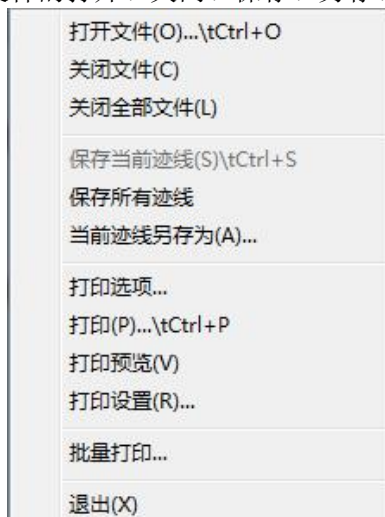 打开文件(O)...\tCtrl+O
关闭文件(C)
关闭全部文件(L)
保存当前迹线(S)\tCtrl+S
保存所有迹线
当前迹线另存为(A)...
打印选项...
打印(P)...\tCtrl+P
打印预览(V)
打印设置(R)...
批量打印...
退出(X)